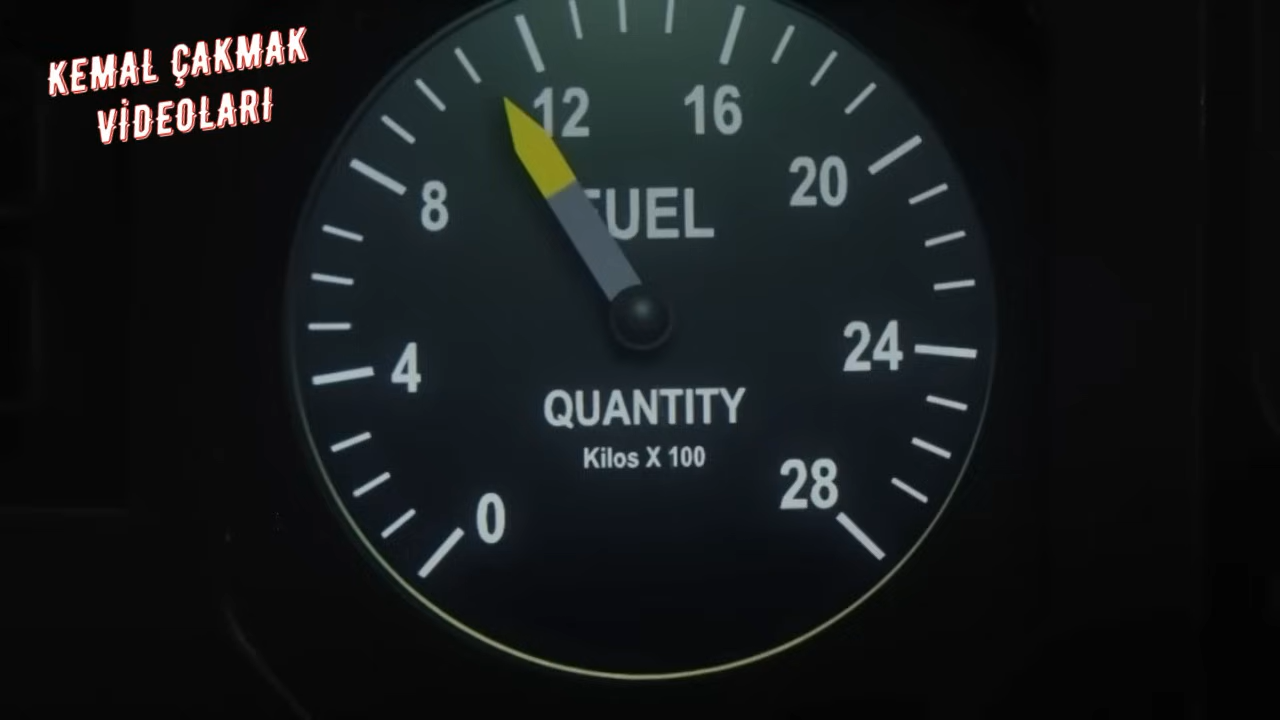 KEMAL ÇAKMAK
VİDEOLARI
12
16
8
20
FUEL
4
24
QUANTITY
Kilos X 100
0
28